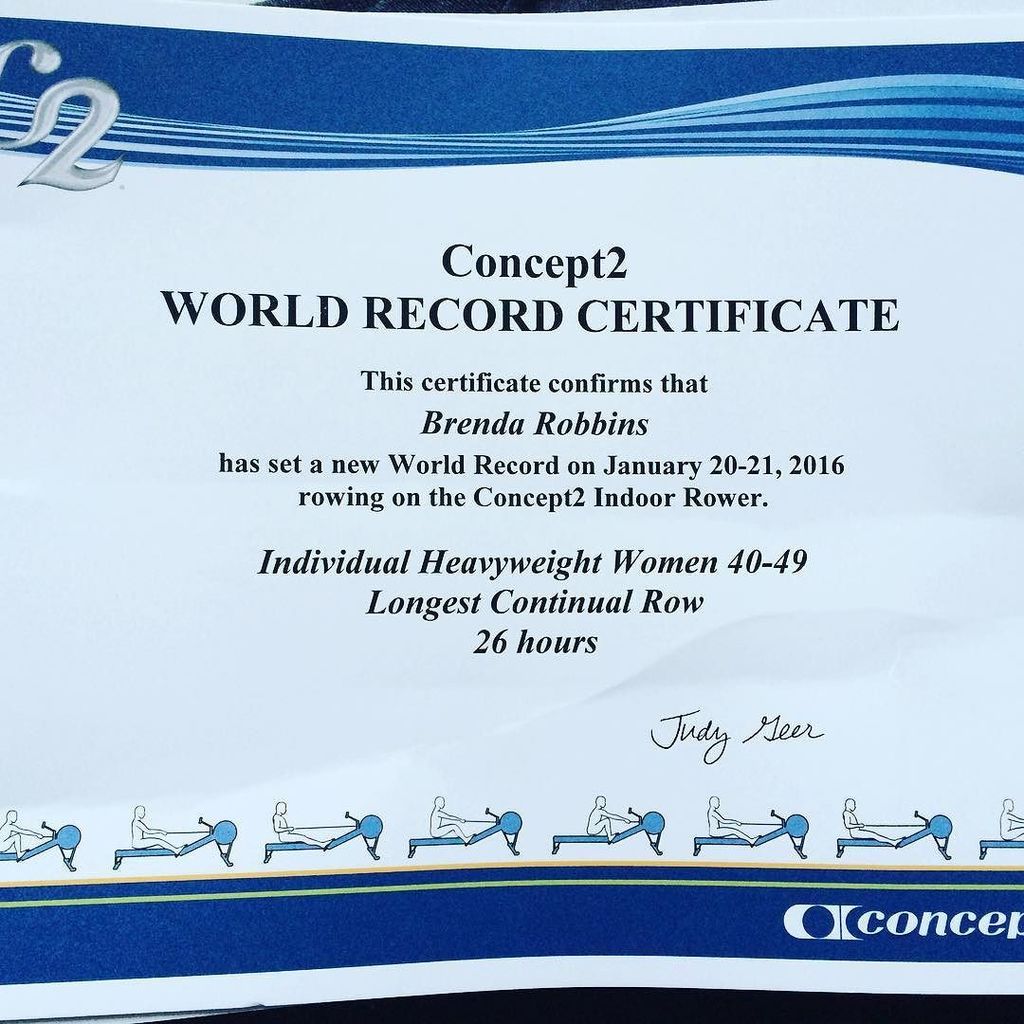 C2
Concept2
WORLD RECORD CERTIFICATE
This certificate confirms that
Brenda Robbins
has set a new World Record on January 20-21, 2016
rowing on the Concept2 Indoor Rower.
Individual Heavyweight Women 40-49
Longest Continual Row
26 hours
Judy Geer
concep